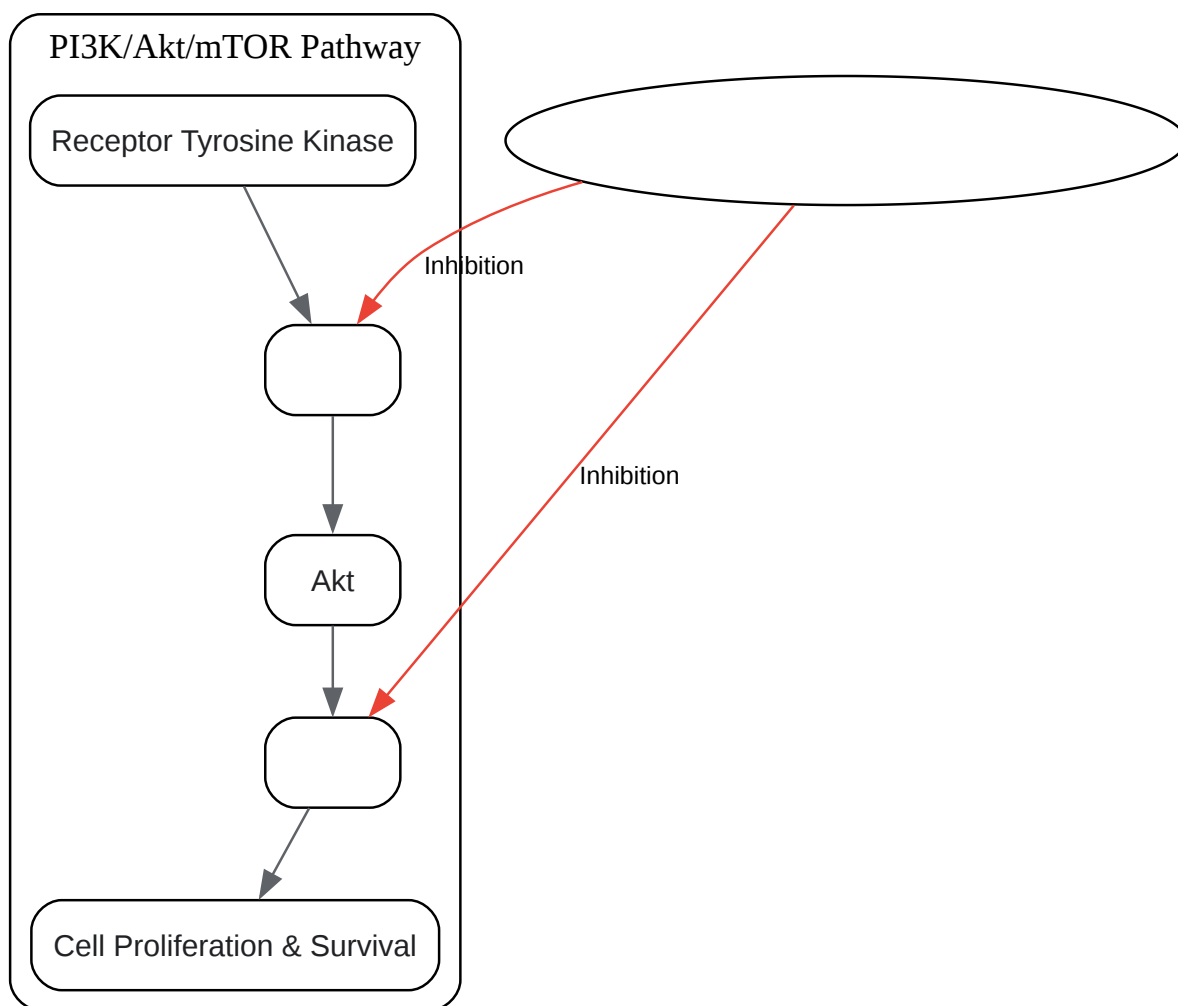 PI3K/Akt/mTOR Pathway
Receptor Tyrosine Kinase
Inhibition
Inhibition
Akt
Cell Proliferation & Survival